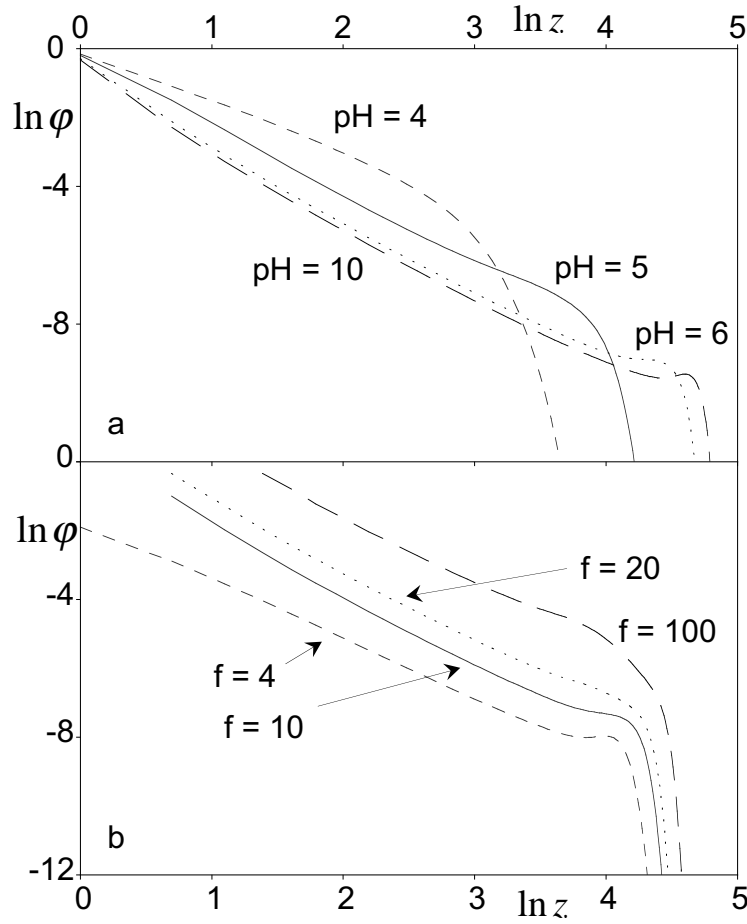 0 1 2 3 ln z 4 5
0
ln φ
pH = 4
-4
pH = 10
pH = 5
-8
pH = 6
a
0
ln φ
-4
f = 20
f = 100
f = 4
f = 10
-8
b
-12
0 1 2 3 ln z 4 5